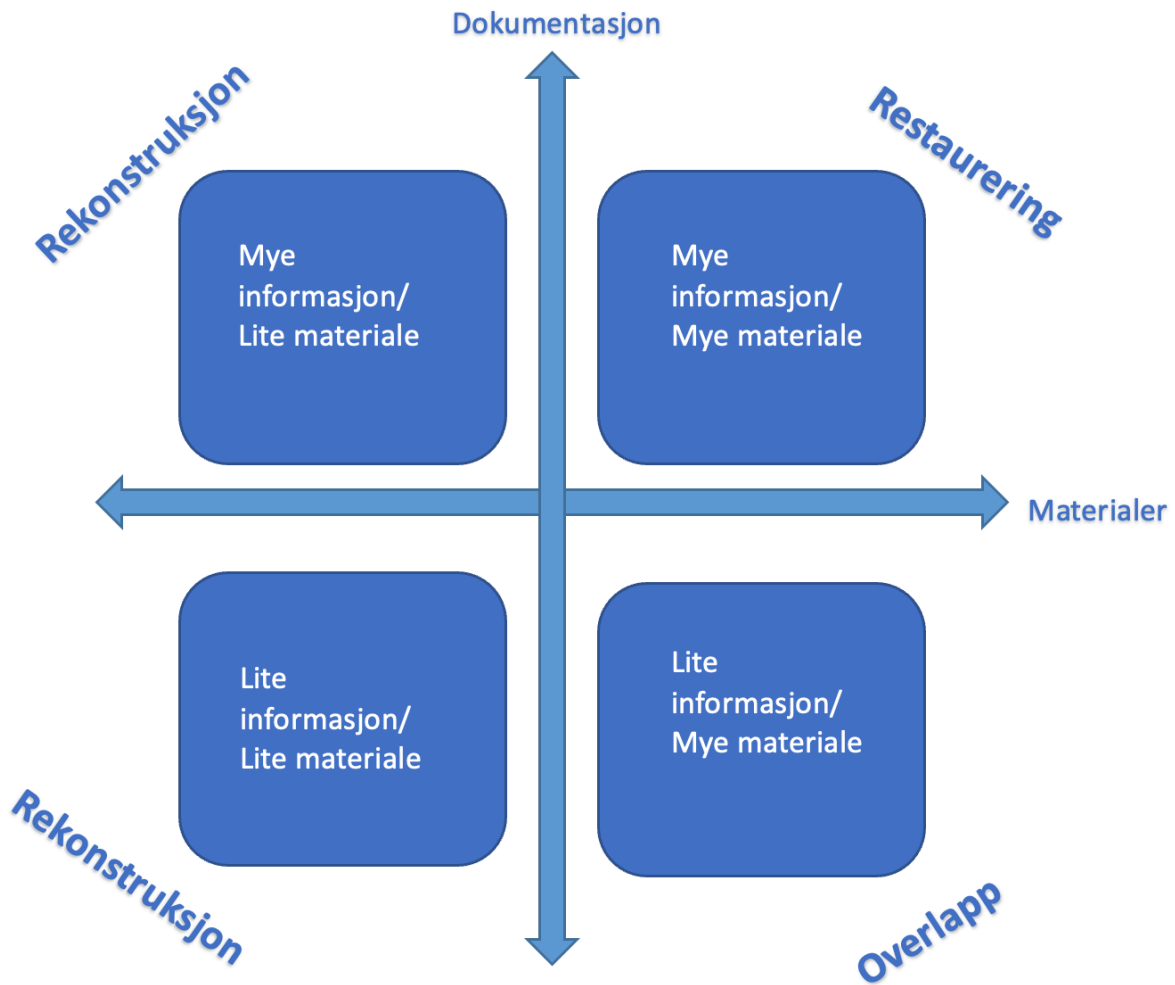 Dokumentasjon
Rekonstruksjon
Restaurering
Mye
informasjon/
Lite materiale
Mye
informasjon/
Mye materiale
Materialer
Lite
informasjon/
Lite materiale
Lite
informasjon/
Mye materiale
Rekonstruksjon
Overlapp